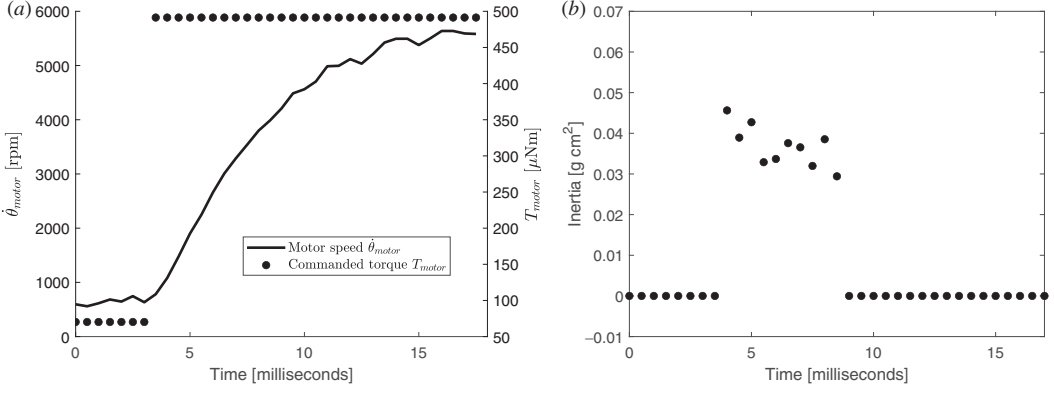 (a)
6000
5000
4000
3000
2000
1000
0
θ̇motor [rpm]
500
450
400
350
300
250
200
150
100
50
Tmotor [μNm]
Motor speed θ̇motor
Commanded torque Tmotor
0 5 10 15
Time [milliseconds]
(b)
0.07
0.06
0.05
0.04
0.03
0.02
0.01
0
−0.01
Inertia [g cm²]
0 5 10 15
Time [milliseconds]